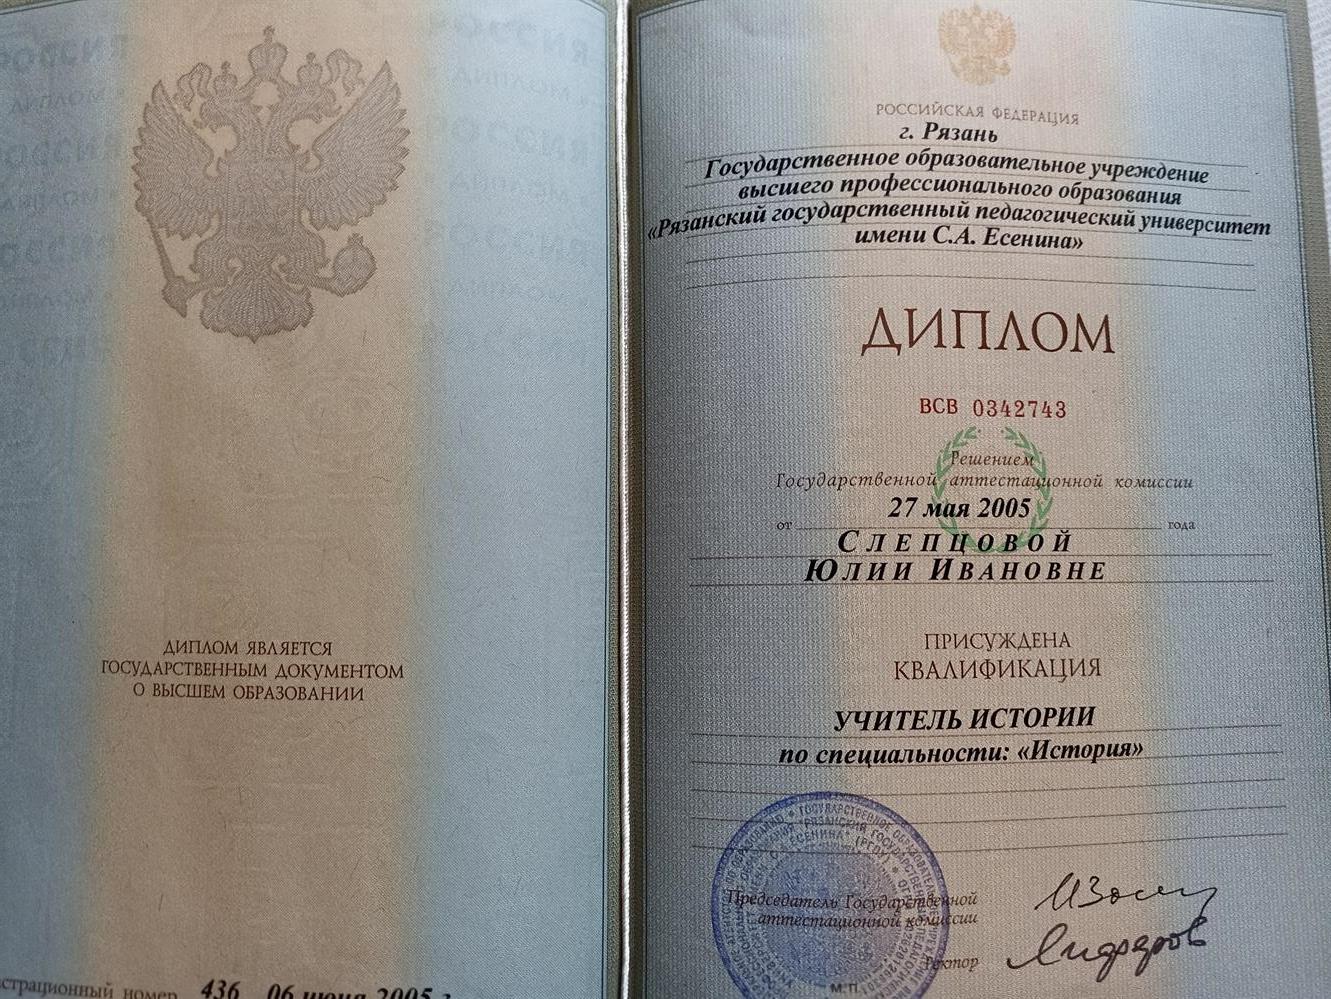 ДИПЛОМ ЯВЛЯЕТСЯ
ГОСУДАРСТВЕННЫМ ДОКУМЕНТОМ
О ВЫСШЕМ ОБРАЗОВАНИИ
номер 436 06 июня 2005 г.
РОССИЙСКАЯ ФЕДЕРАЦИЯ
г. Рязань
Государственное образовательное учреждение
высшего профессионального образования
«Рязанский государственный педагогический университет
имени С.А. Есенина»
ДИПЛОМ
ВСВ 0342743
Решением
Государственной аттестационной комиссии
от 27 мая 2005 года
СЛЕПЦОВОЙ
ЮЛИИ ИВАНОВНЕ
ПРИСУЖДЕНА
КВАЛИФИКАЦИЯ
УЧИТЕЛЬ ИСТОРИИ
по специальности: «История»
Председатель Государственной
аттестационной комиссии
Ректор
М.П.